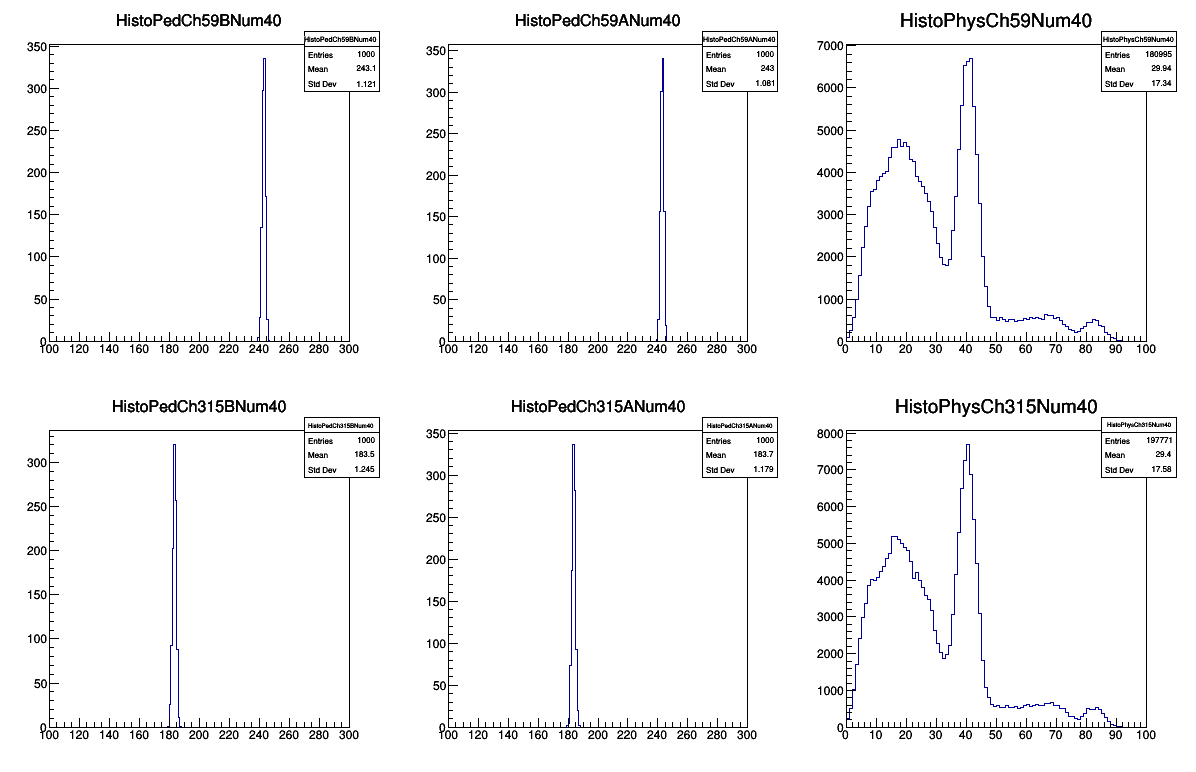 HistoPedCh59BNum40
HistoPedCh59BNum40
Entries 1000
Mean 243.1
Std Dev 1.121
350
300
250
200
150
100
50
0
100 120 140 160 180 200 220 240 260 280 300
HistoPedCh59ANum40
HistoPedCh59ANum40
Entries 1000
Mean 243
Std Dev 1.081
350
300
250
200
150
100
50
0
100 120 140 160 180 200 220 240 260 280 300
HistoPhysCh59Num40
HistoPhysCh59Num40
Entries 180995
Mean 29.94
Std Dev 17.34
7000
6000
5000
4000
3000
2000
1000
0
0 10 20 30 40 50 60 70 80 90 100
HistoPedCh315BNum40
HistoPedCh315BNum40
Entries 1000
Mean 183.5
Std Dev 1.245
300
250
200
150
100
50
0
100 120 140 160 180 200 220 240 260 280 300
HistoPedCh315ANum40
HistoPedCh315ANum40
Entries 1000
Mean 183.7
Std Dev 1.179
350
300
250
200
150
100
50
0
100 120 140 160 180 200 220 240 260 280 300
HistoPhysCh315Num40
HistoPhysCh315Num40
Entries 197771
Mean 29.4
Std Dev 17.58
8000
7000
6000
5000
4000
3000
2000
1000
0
0 10 20 30 40 50 60 70 80 90 100